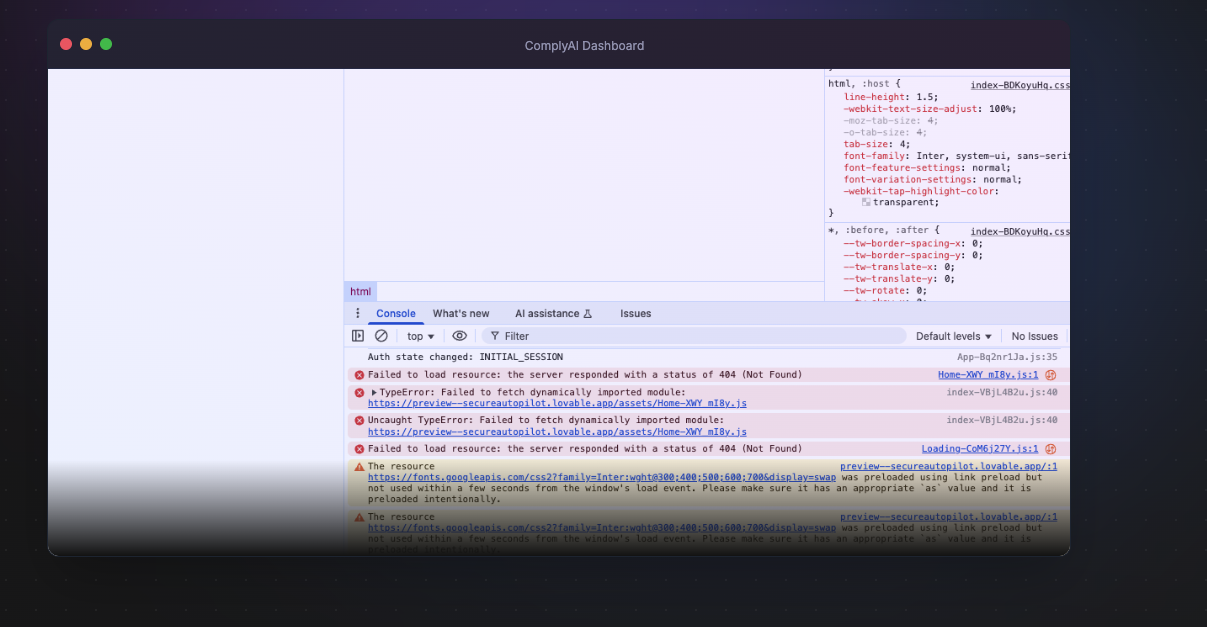 ComplyAI Dashboard
html, :host {
index-BDKoyuHq.css
line-height: 1.5;
-webkit-text-size-adjust: 100%;
-moz-tab-size: 4;
-o-tab-size: 4;
tab-size: 4;
font-family: Inter, system-ui, sans-serif
font-feature-settings: normal;
font-variation-settings: normal;
-webkit-tap-highlight-color:
transparent;
}
*, :before, :after {
index-BDKoyuHq.css
--tw-border-spacing-x: 0;
--tw-border-spacing-y: 0;
--tw-translate-x: 0;
--tw-translate-y: 0;
--tw-rotate: 0;
html
Console What's new AI assistance Issues
top Filter Default levels No Issues
Auth state changed: INITIAL_SESSION App-Bq2nr1Ja.js:35
Failed to load resource: the server responded with a status of 404 (Not Found) Home-XWY_mI8y.js:1
TypeError: Failed to fetch dynamically imported module: index-VBjL4B2u.js:40
https://preview--secureautopilot.lovable.app/assets/Home-XWY_mI8y.js
Uncaught TypeError: Failed to fetch dynamically imported module: index-VBjL4B2u.js:40
https://preview--secureautopilot.lovable.app/assets/Home-XWY_mI8y.js
Failed to load resource: the server responded with a status of 404 (Not Found) Loading-CoM6j27Y.js:1
The resource preview--secureautopilot.lovable.app/:1
https://fonts.googleapis.com/css2?family=Inter:wght@300;400;500;600;700&display=swap was preloaded using link preload but
not used within a few seconds from the window's load event. Please make sure it has an appropriate `as` value and it is
preloaded intentionally.
The resource preview--secureautopilot.lovable.app/:1
https://fonts.googleapis.com/css2?family=Inter:wght@300;400;500;600;700&display=swap was preloaded using link preload but
not used within a few seconds from the window's load event. Please make sure it has an appropriate `as` value and it is
preloaded intentionally.